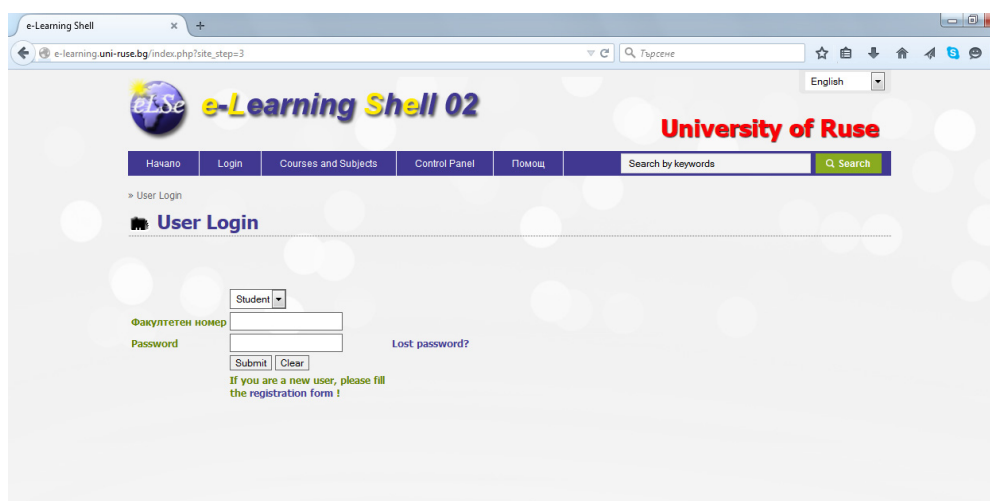 e-Learning Shell
e-learning.uni-ruse.bg/index.php?site_step=3
Търсене
English
eLSe e-Learning Shell 02
University of Ruse
Начало Login Courses and Subjects Control Panel Помощ Search by keywords Search
» User Login
User Login
Student
Факултетен номер
Password Lost password?
Submit Clear
If you are a new user, please fill
the registration form !